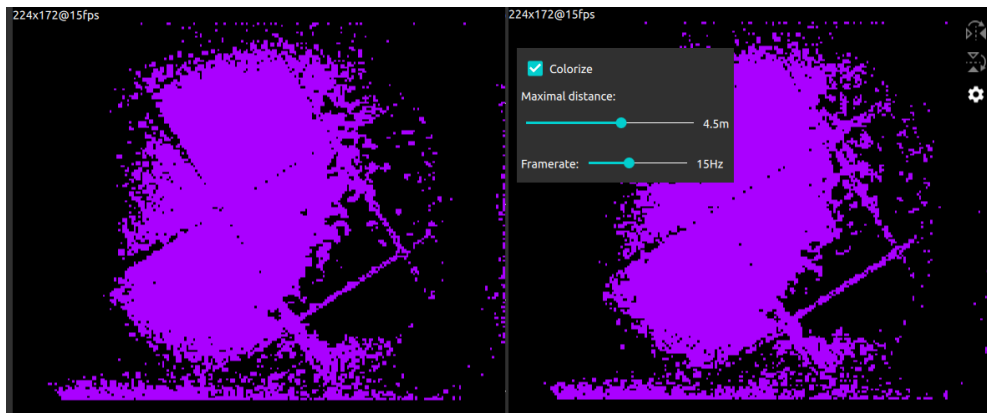 224x172@15fps
224x172@15fps
Colorize
Maximal distance:
4.5m
Framerate: 15Hz